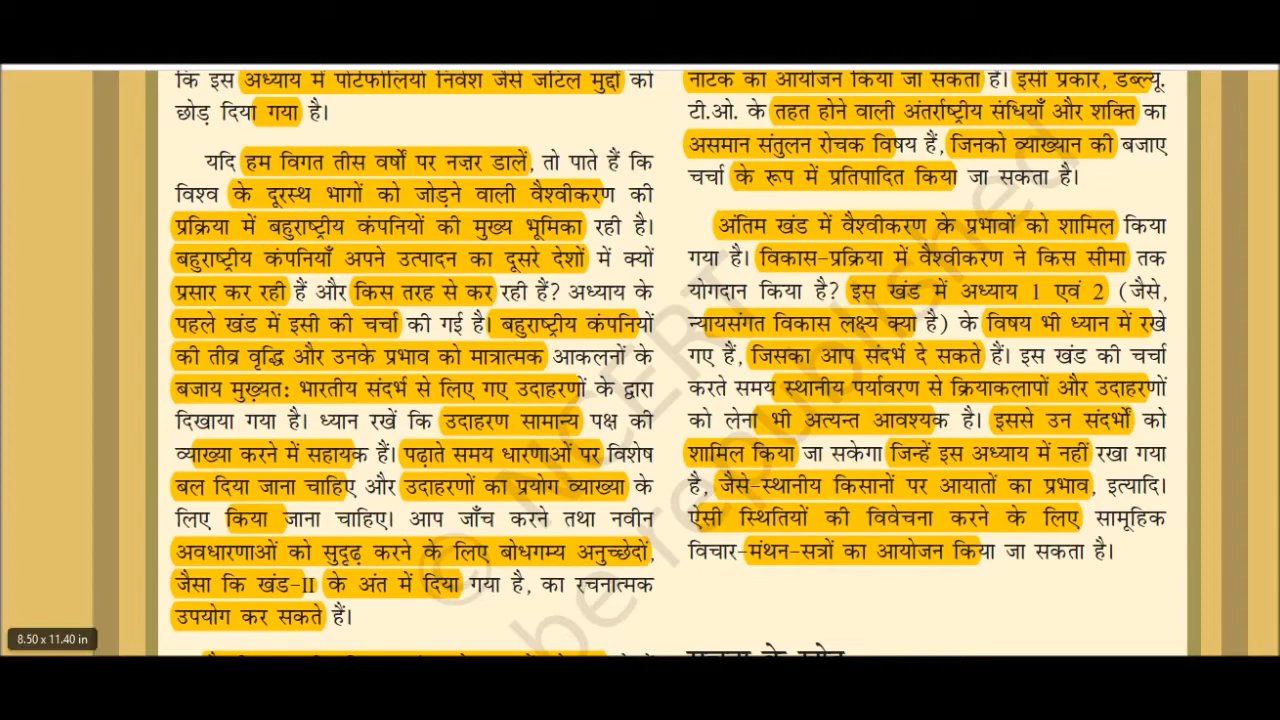 कि इस अध्याय में पोर्टफोलियो निवेश जैसे जटिल मुद्दों को
छोड़ दिया गया है।
यदि हम विगत तीस वर्षों पर नज़र डालें, तो पाते हैं कि
विश्व के दूरस्थ भागों को जोड़ने वाली वैश्वीकरण की
प्रक्रिया में बहुराष्ट्रीय कंपनियों की मुख्य भूमिका रही है।
बहुराष्ट्रीय कंपनियाँ अपने उत्पादन का दूसरे देशों में क्यों
प्रसार कर रही हैं और किस तरह से कर रही हैं? अध्याय के
पहले खंड में इसी की चर्चा की गई है। बहुराष्ट्रीय कंपनियों
की तीव्र वृद्धि और उनके प्रभाव को मात्रात्मक आकलनों के
बजाय मुख्यत: भारतीय संदर्भ से लिए गए उदाहरणों के द्वारा
दिखाया गया है। ध्यान रखें कि उदाहरण सामान्य पक्ष की
व्याख्या करने में सहायक हैं। पढ़ाते समय धारणाओं पर विशेष
बल दिया जाना चाहिए और उदाहरणों का प्रयोग व्याख्या के
लिए किया जाना चाहिए। आप जाँच करने तथा नवीन
अवधारणाओं को सुदृढ़ करने के लिए बोधगम्य अनुच्छेदों,
जैसा कि खंड-II के अंत में दिया गया है, का रचनात्मक
उपयोग कर सकते हैं।
नाटक का आयोजन किया जा सकता है। इसी प्रकार, डब्ल्यू.
टी.ओ. के तहत होने वाली अंतर्राष्ट्रीय संधियाँ और शक्ति का
असमान संतुलन रोचक विषय हैं, जिनको व्याख्यान की बजाए
चर्चा के रूप में प्रतिपादित किया जा सकता है।
अंतिम खंड में वैश्वीकरण के प्रभावों को शामिल किया
गया है। विकास-प्रक्रिया में वैश्वीकरण ने किस सीमा तक
योगदान किया है? इस खंड में अध्याय 1 एवं 2 (जैसे,
न्यायसंगत विकास लक्ष्य क्या है) के विषय भी ध्यान में रखे
गए हैं, जिसका आप संदर्भ दे सकते हैं। इस खंड की चर्चा
करते समय स्थानीय पर्यावरण से क्रियाकलापों और उदाहरणों
को लेना भी अत्यन्त आवश्यक है। इससे उन संदर्भों को
शामिल किया जा सकेगा जिन्हें इस अध्याय में नहीं रखा गया
है, जैसे-स्थानीय किसानों पर आयातों का प्रभाव, इत्यादि।
ऐसी स्थितियों की विवेचना करने के लिए सामूहिक
विचार-मंथन-सत्रों का आयोजन किया जा सकता है।
© NCERT
be republished
8.50 x 11.40 in